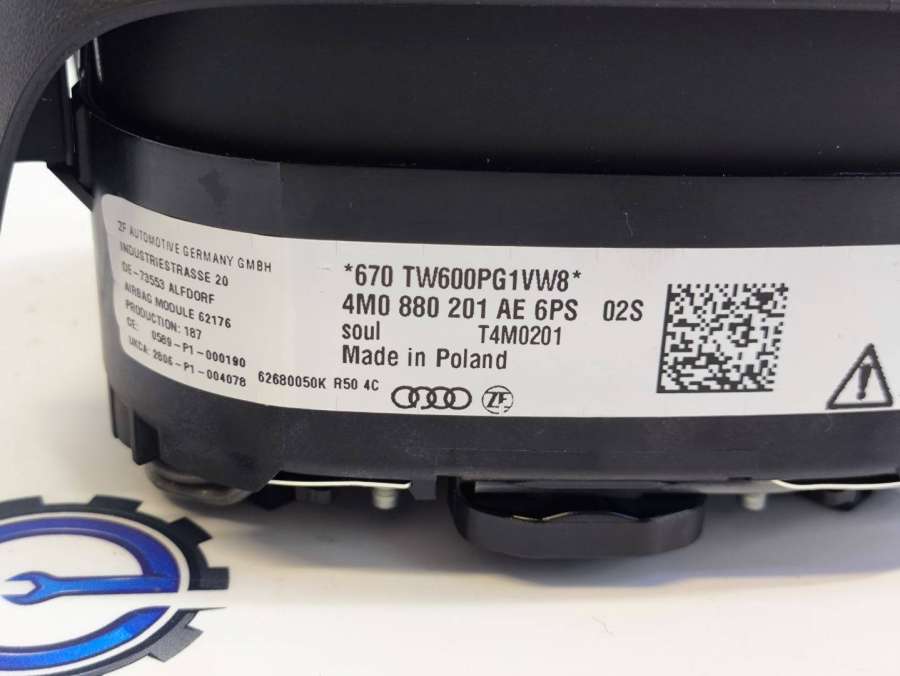 ZF AUTOMOTIVE GERMANY GMBH
INDUSTRIESTRASSE 20
DE-73553 ALFDORF
AIRBAG MODULE 62176
PRODUCTION: 187
CE: 0589-P1-000190
UKCA: 2806-P1-004078
62680050K R50 4C
*670 TW600PG1VW8*
4M0 880 201 AE 6PS 02S
soul T4M0201
Made in Poland
ZF